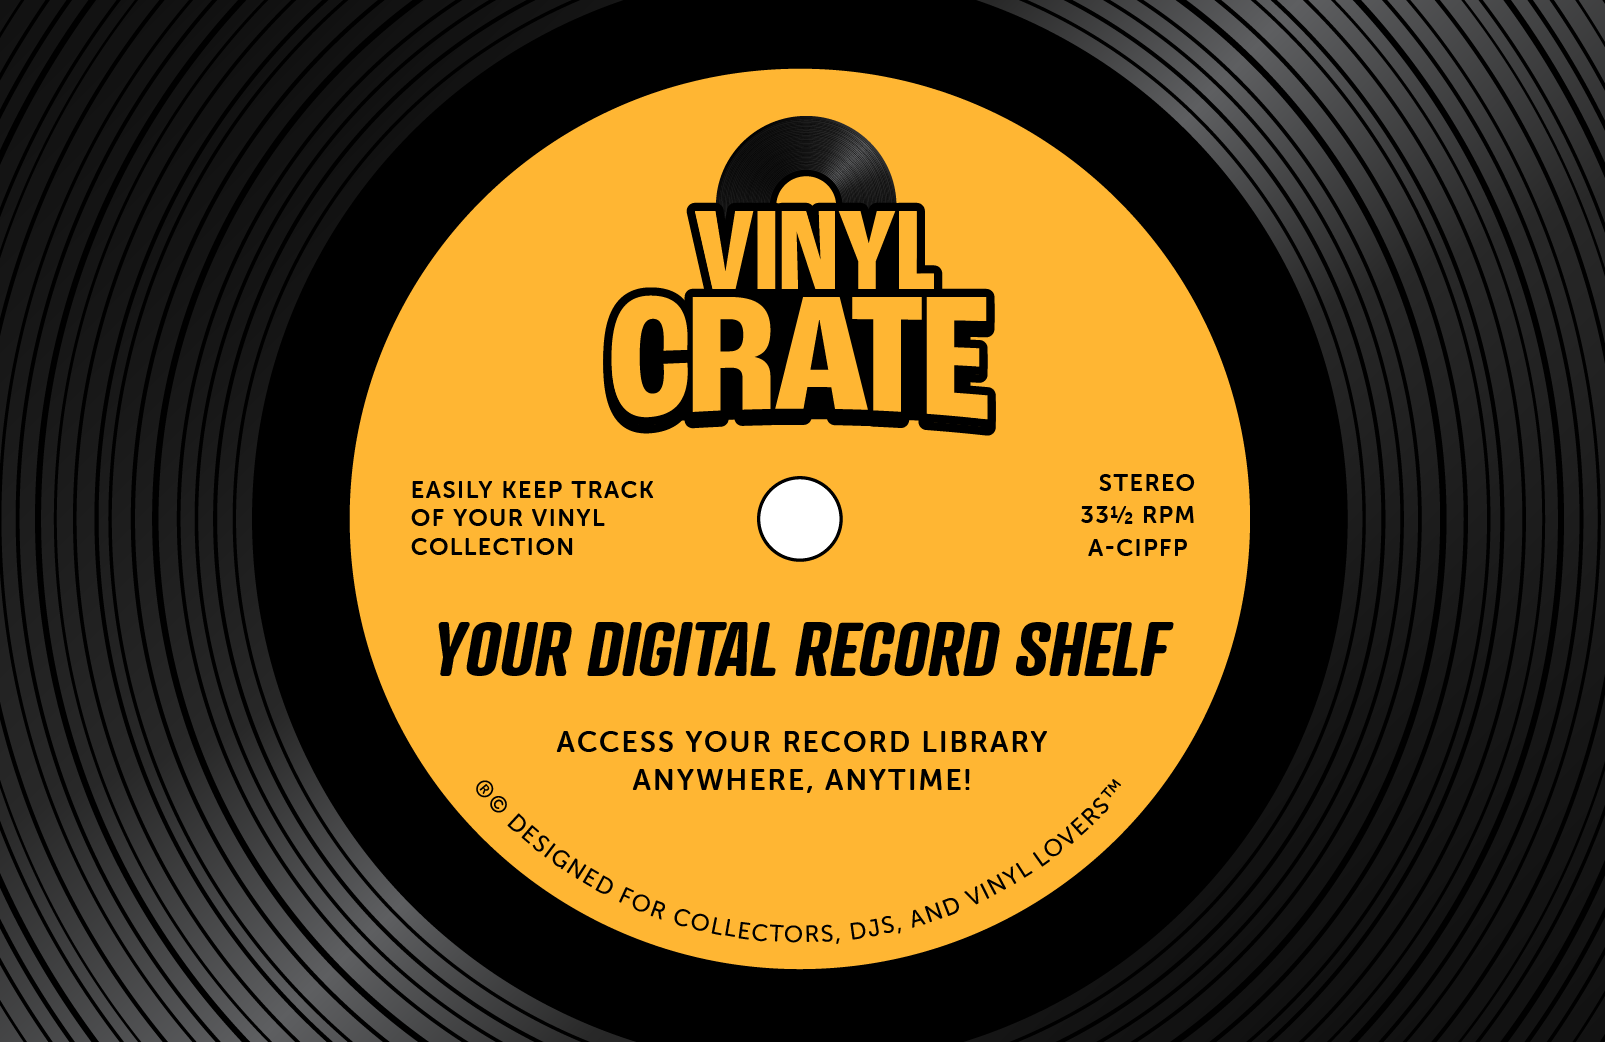 VINYL
CRATE
EASILY KEEP TRACK
OF YOUR VINYL
COLLECTION
STEREO
33½ RPM
A-CIPFP
YOUR DIGITAL RECORD SHELF
ACCESS YOUR RECORD LIBRARY
ANYWHERE, ANYTIME!
®© DESIGNED FOR COLLECTORS, DJS, AND VINYL LOVERS™